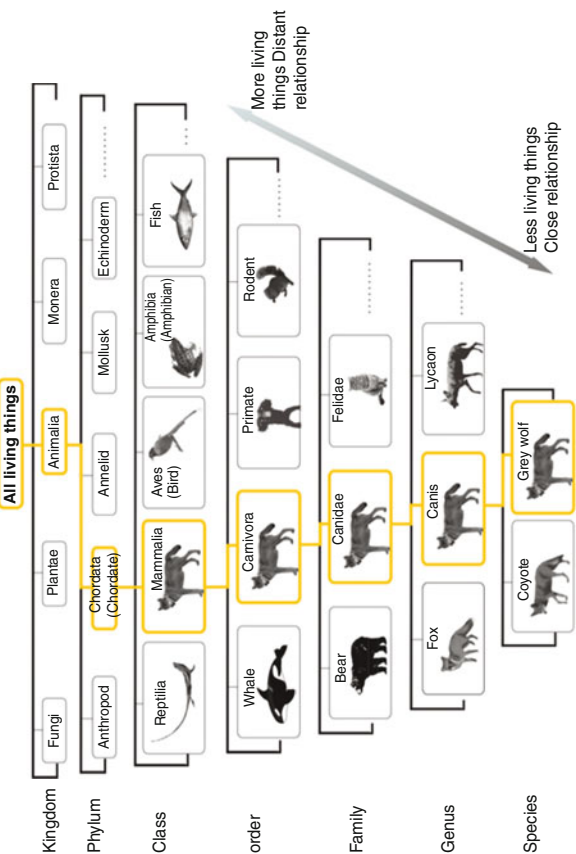 All living things
Kingdom
Fungi
Plantae
Animalia
Monera
Protista
Phylum
Anthropod
Chordata
(Chordate)
Annelid
Mollusk
Echinoderm
Class
Reptilia
Mammalia
Aves
(Bird)
Amphibia
(Amphibian)
Fish
order
Whale
Carnivora
Primate
Rodent
Family
Bear
Canidae
Felidae
Genus
Fox
Canis
Lycaon
Species
Coyote
Grey wolf
More living
things Distant
relationship
Less living things
Close relationship